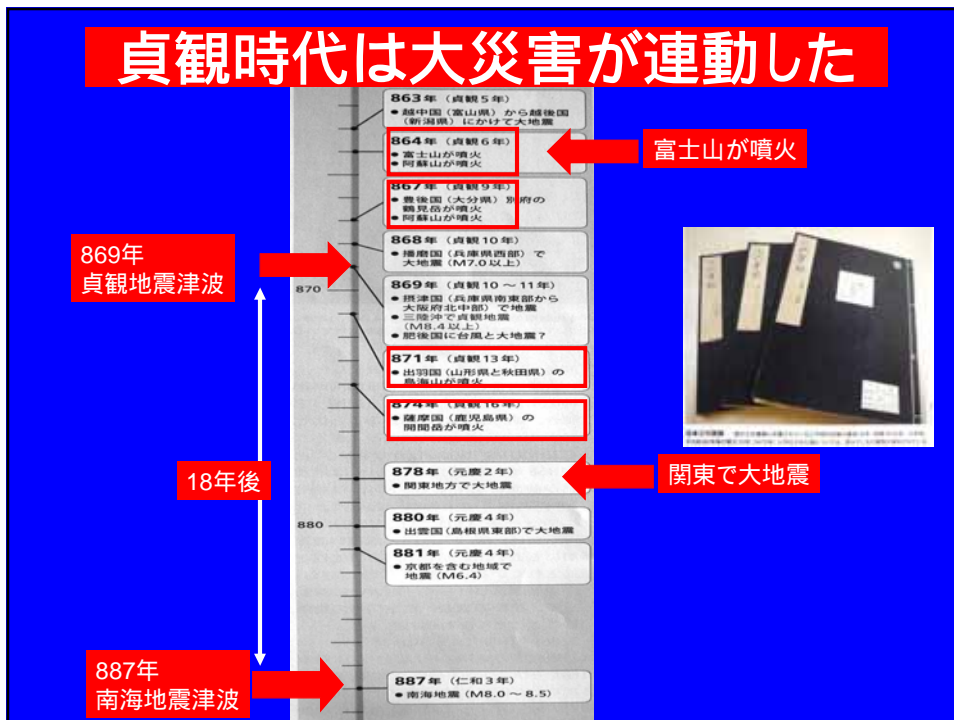 貞観時代は大災害が連動した
863年 (貞観5年)
● 越中国(富山県)から越後国
(新潟県)にかけて大地震
864年 (貞観6年)
● 富士山が噴火
● 阿蘇山が噴火
富士山が噴火
867年 (貞観9年)
● 豊後国(大分県)別府の
鶴見岳が噴火
● 阿蘇山が噴火
868年 (貞観10年)
● 播磨国(兵庫県西部)で
大地震(M7.0以上)
869年
貞観地震津波
870
869年 (貞観10〜11年)
● 摂津国(兵庫県南東部から
大阪府北中部)で地震
● 三陸沖で貞観地震
(M8.4以上)
● 肥後国に台風と大地震?
871年 (貞観13年)
● 出羽国(山形県と秋田県)の
鳥海山が噴火
874年 (貞観16年)
● 薩摩国(鹿児島県)の
開聞岳が噴火
18年後
878年 (元慶2年)
● 関東地方で大地震
関東で大地震
880
880年 (元慶4年)
● 出雲国(島根県東部)で大地震
881年 (元慶4年)
● 京都を含む地域で
地震(M6.4)
887年
南海地震津波
887年 (仁和3年)
● 南海地震(M8.0〜8.5)